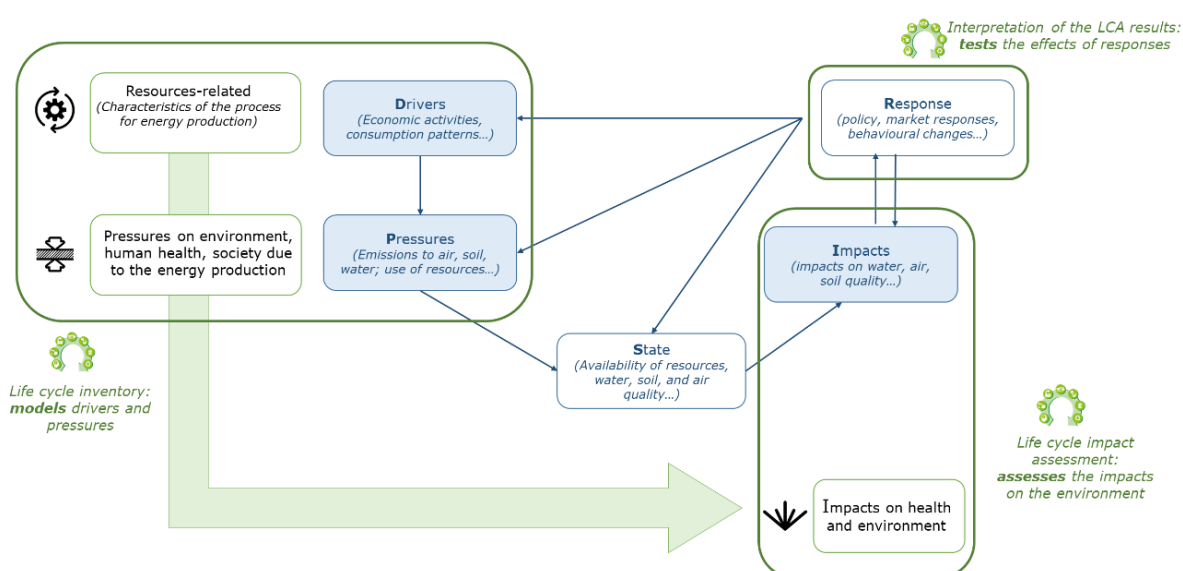 Interpretation of the LCA results:
tests the effects of responses
Resources-related
(Characteristics of the process
for energy production)
Drivers
(Economic activities,
consumption patterns…)
Response
(policy, market responses,
behavioural changes…)
Pressures on environment,
human health, society due
to the energy production
Pressures
(Emissions to air, soil,
water; use of resources…)
Impacts
(impacts on water, air,
soil quality…)
State
(Availability of resources,
water, soil, and air
quality…)
Life cycle inventory:
models drivers and
pressures
Life cycle impact
assessment:
assesses the impacts
on the environment
Impacts on health
and environment